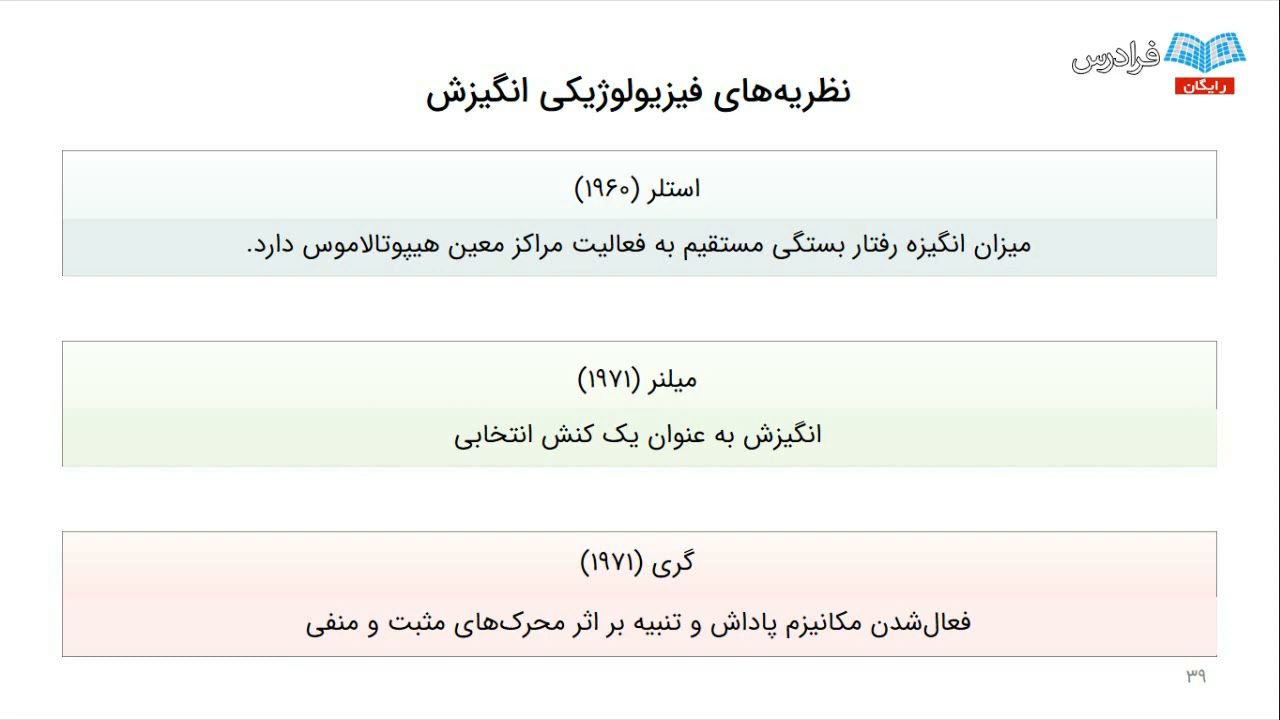 فرادرس
رایگان
نظریه‌های فیزیولوژیکی انگیزش
استلر (۱۹۶۰)
میزان انگیزه رفتار بستگی مستقیم به فعالیت مراکز معین هیپوتالاموس دارد.
میلنر (۱۹۷۱)
انگیزش به عنوان یک کنش انتخابی
گری (۱۹۷۱)
فعال‌شدن مکانیزم پاداش و تنبیه بر اثر محرک‌های مثبت و منفی
۳۹